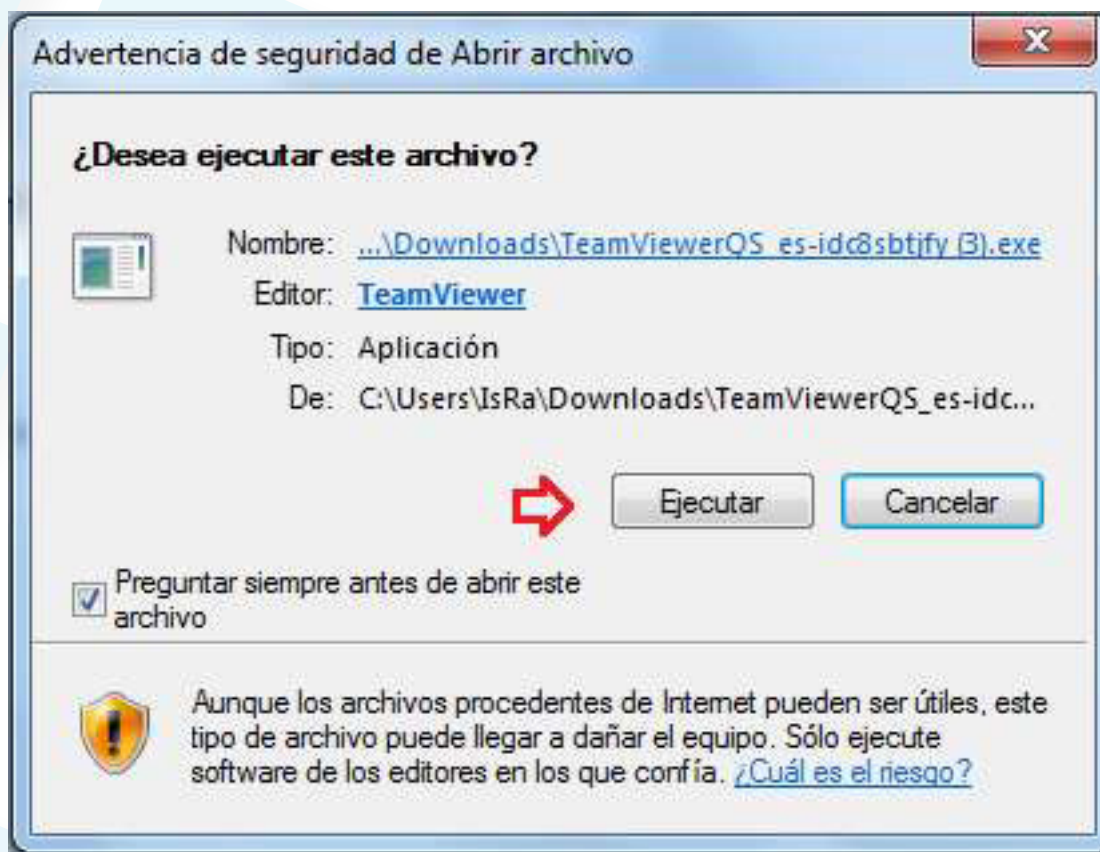 Advertencia de seguridad de Abrir archivo
¿Desea ejecutar este archivo?
Nombre: ...\Downloads\TeamViewerQS_es-idc8sbtjfy (3).exe
Editor: TeamViewer
Tipo: Aplicación
De: C:\Users\IsRa\Downloads\TeamViewerQS_es-idc...
Ejecutar Cancelar
Preguntar siempre antes de abrir este
archivo
Aunque los archivos procedentes de Internet pueden ser útiles, este
tipo de archivo puede llegar a dañar el equipo. Sólo ejecute
software de los editores en los que confía. ¿Cuál es el riesgo?